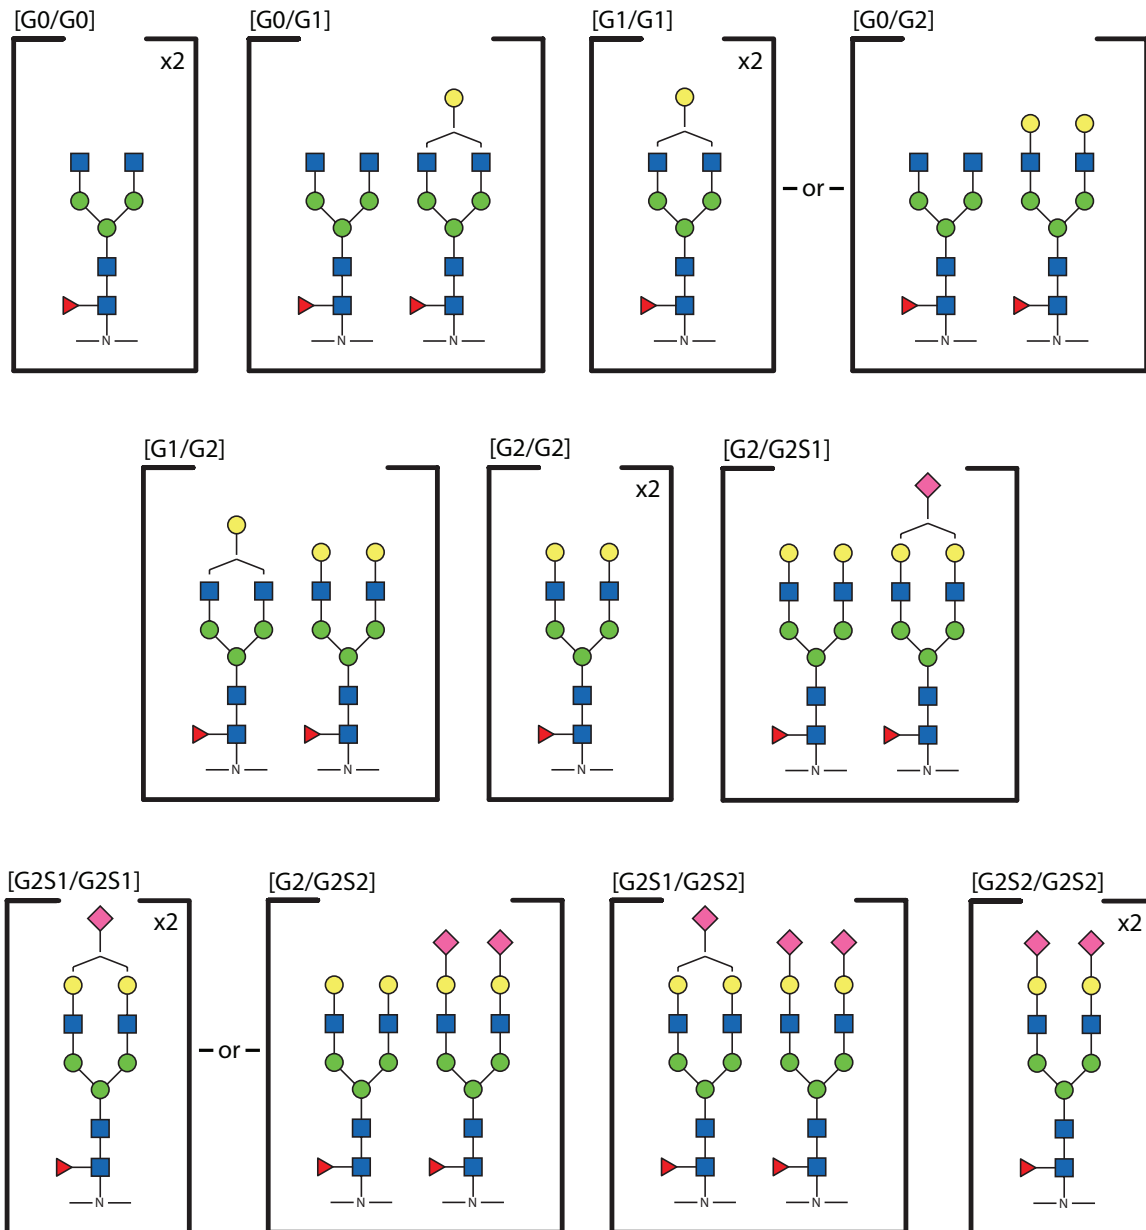 [G0/G0]
[G0/G1]
[G1/G1]
[G0/G2]
x2
x2
– or –
N
N
N
N
N
N
[G1/G2]
[G2/G2]
[G2/G2S1]
x2
N
N
N
N
N
[G2S1/G2S1]
[G2/G2S2]
[G2S1/G2S2]
[G2S2/G2S2]
x2
x2
– or –
N
N
N
N
N
N